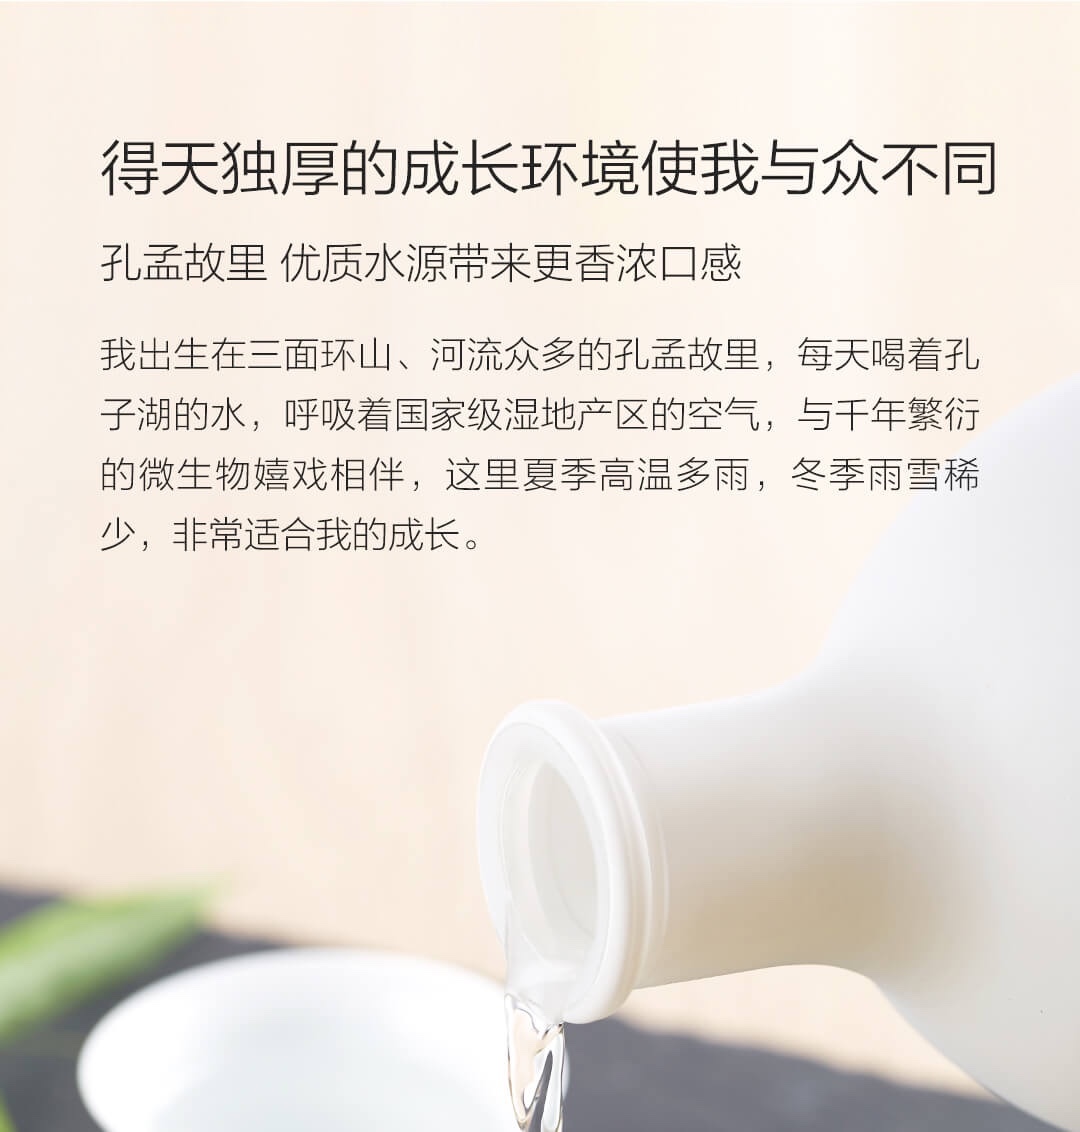 得天独厚的成长环境使我与众不同
孔孟故里 优质水源带来更香浓口感
我出生在三面环山、河流众多的孔孟故里，每天喝着孔
子湖的水，呼吸着国家级湿地产区的空气，与千年繁衍
的微生物嬉戏相伴，这里夏季高温多雨，冬季雨雪稀
少，非常适合我的成长。